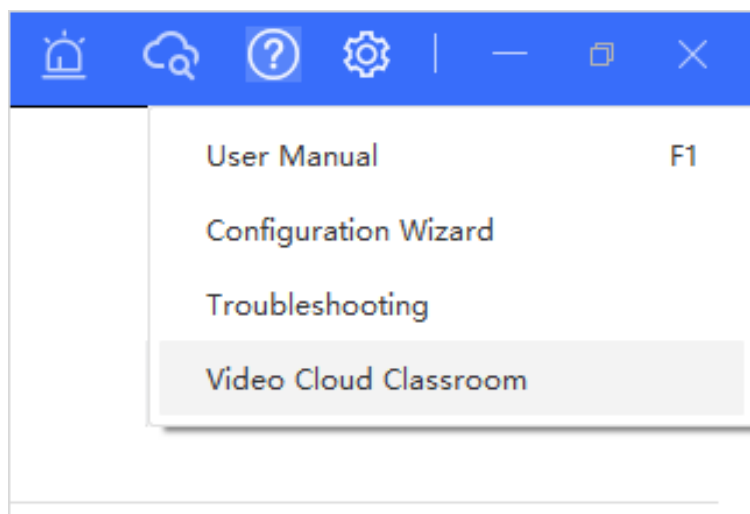 User Manual F1
Configuration Wizard
Troubleshooting
Video Cloud Classroom